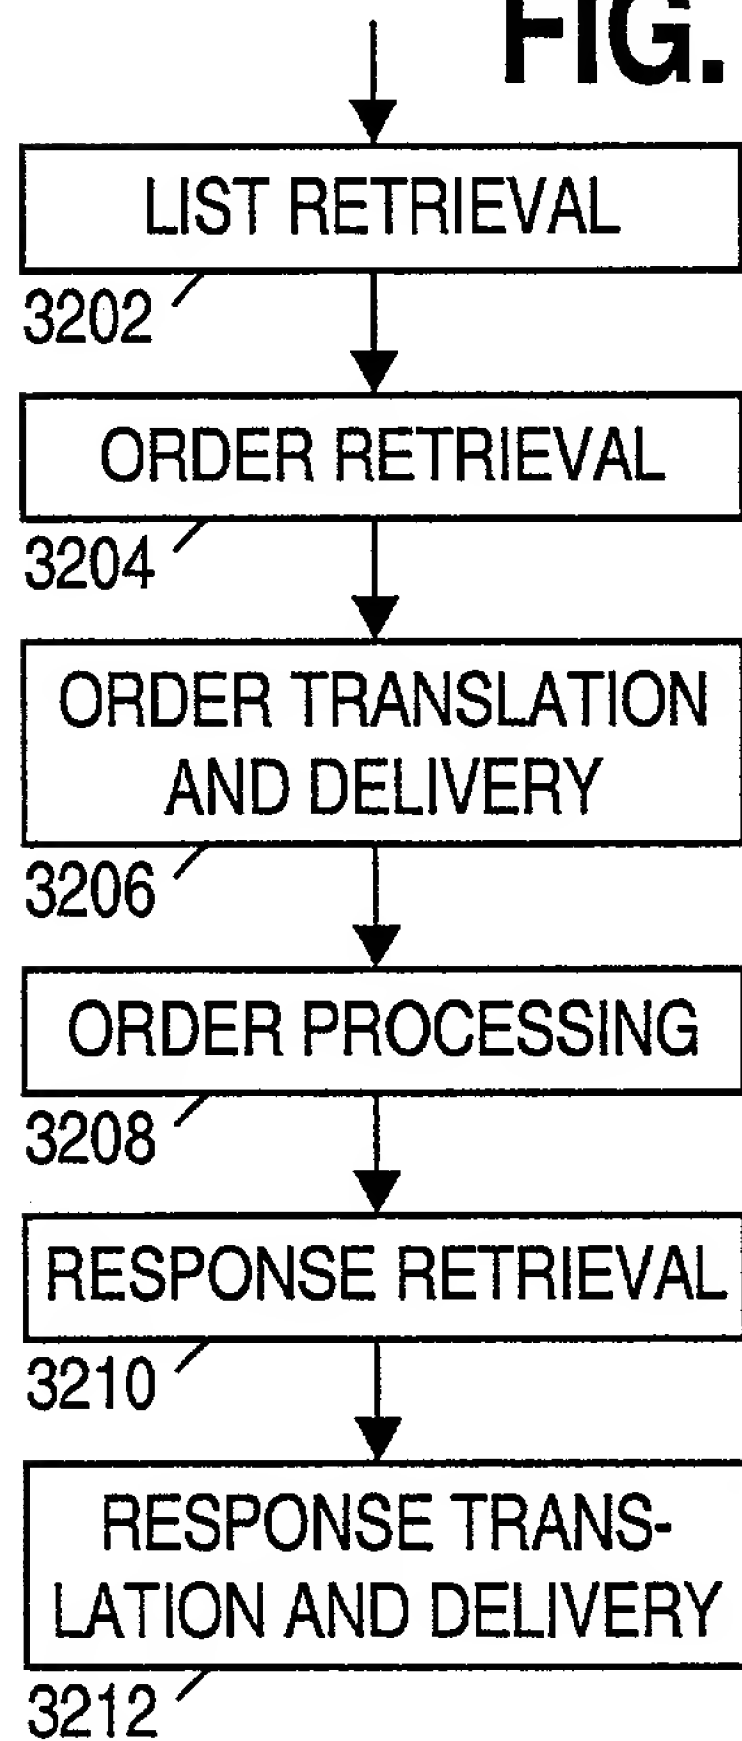 FIG.
LIST RETRIEVAL
3202
ORDER RETRIEVAL
3204
ORDER TRANSLATION
AND DELIVERY
3206
ORDER PROCESSING
3208
RESPONSE RETRIEVAL
3210
RESPONSE TRANS-
LATION AND DELIVERY
3212